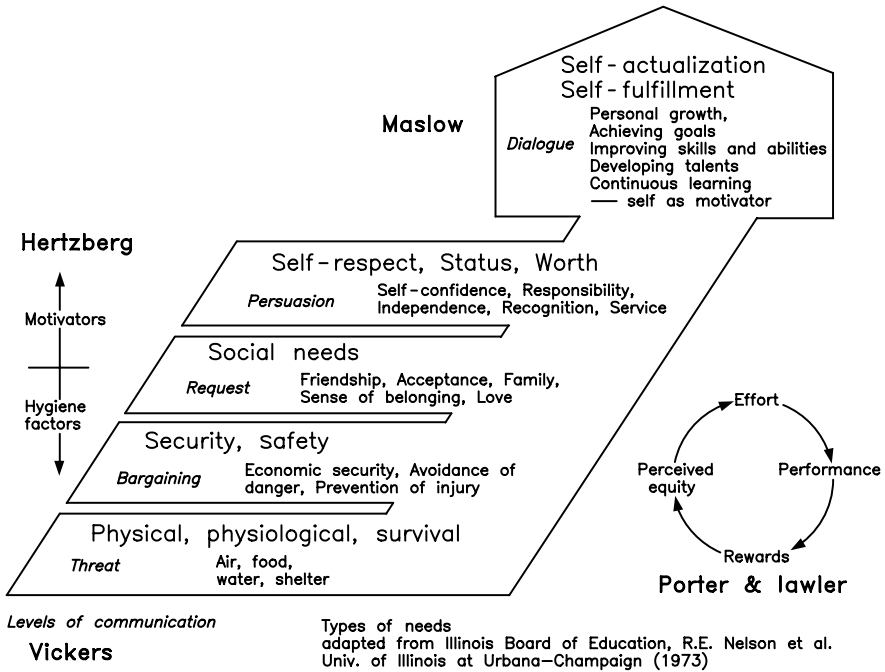 Self-actualization
Self-fulfillment
Maslow
Dialogue
Personal growth,
Achieving goals
Improving skills and abilities
Developing talents
Continuous learning
— self as motivator
Hertzberg
Self-respect, Status, Worth
Persuasion
Self-confidence, Responsibility,
Independence, Recognition, Service
Motivators
Social needs
Request
Friendship, Acceptance, Family,
Sense of belonging, Love
Hygiene
factors
Security, safety
Bargaining
Economic security, Avoidance of
danger, Prevention of injury
Physical, physiological, survival
Threat
Air, food,
water, shelter
Effort
Performance
Rewards
Perceived
equity
Porter & lawler
Levels of communication
Vickers
Types of needs
adapted from Illinois Board of Education, R.E. Nelson et al.
Univ. of Illinois at Urbana-Champaign (1973)